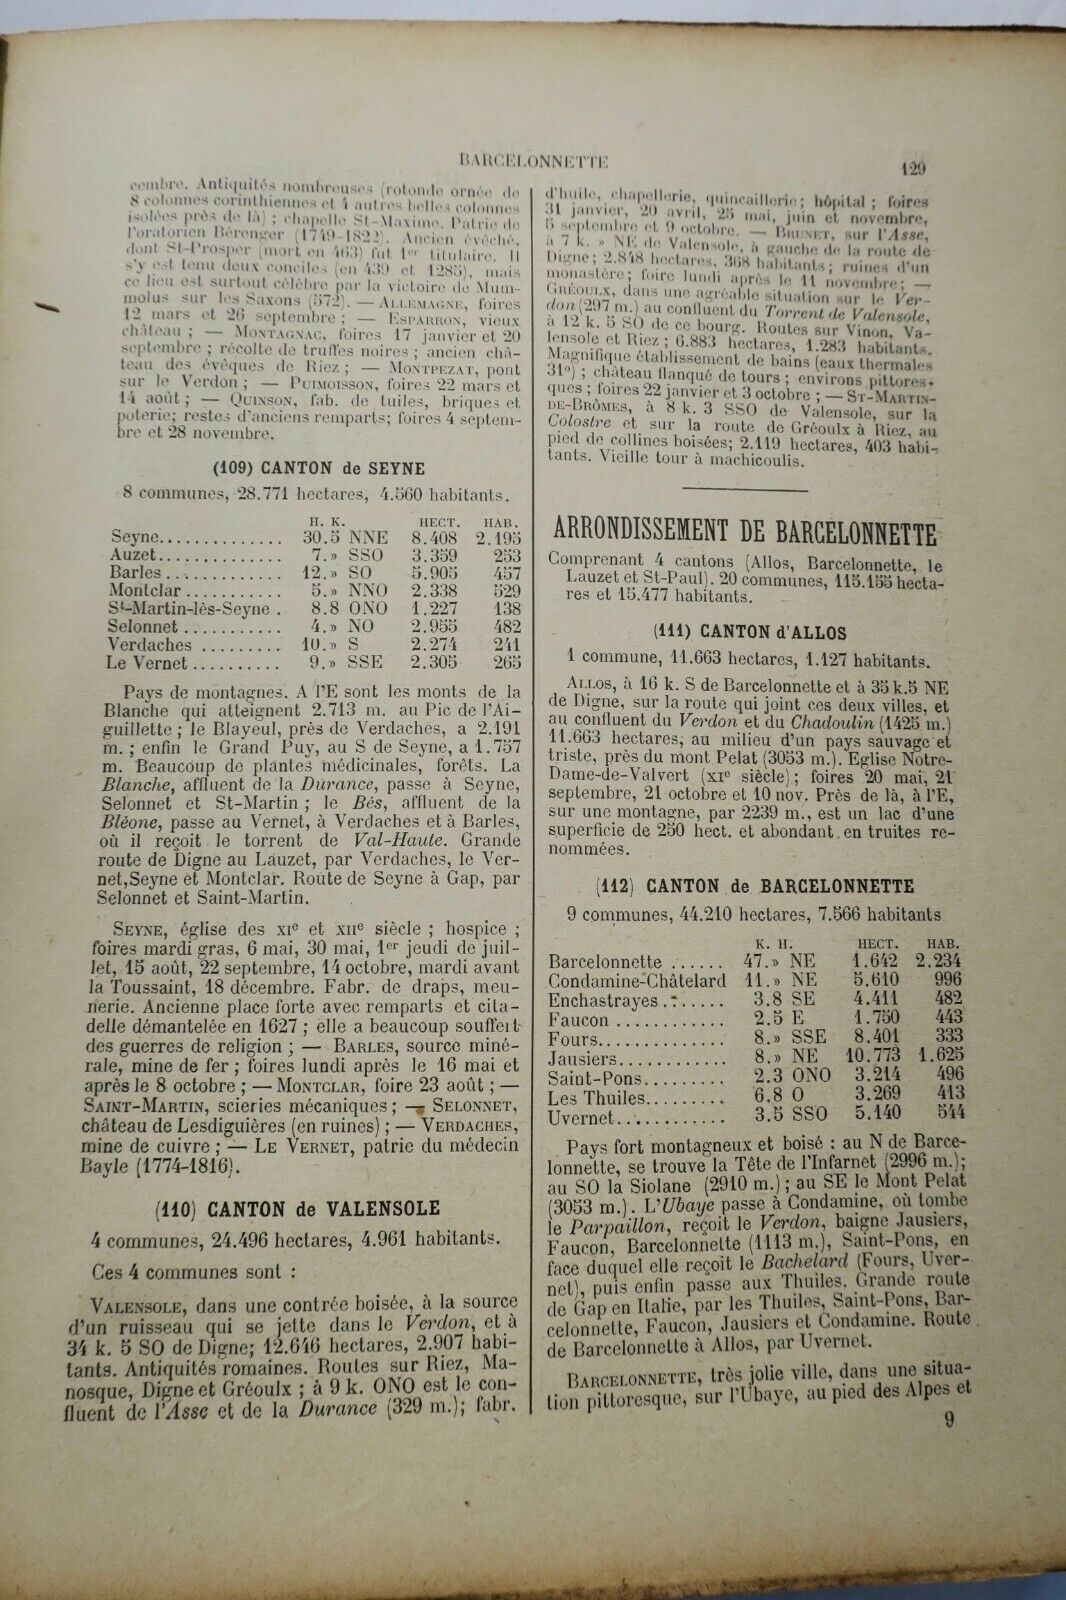 BARCELONNETTE
129
cembre. Antiquités nombreuses (rotonde ornée de
8 colonnes corinthiennes et 4 autres belles colonnes
isolées près de là) ; chapelle St-Maxime. Patrie de
l'oratorien Bérenger (1749-1822). Ancien évêché,
dont St-Prosper (mort en 463) fut 1er titulaire. Il
s'y est tenu deux conciles (en 439 et 1285), mais
ce lieu est surtout célèbre par la victoire de Mum-
molus sur les Saxons (572). — ALLEMAGNE, foires
12 mars et 26 septembre ; — ESPARRON, vieux
château ; — MONTAGNAC, foires 17 janvier et 20
septembre ; récolte de truffes noires ; ancien châ-
teau des évêques de Riez ; — MONTPEZAT, pont
sur le Verdon ; — PUIMOISSON, foires 22 mars et
14 août ; — QUINSON, fab. de tuiles, briques et
poterie; restes d'anciens remparts; foires 4 septem-
bre et 28 novembre.
(109) CANTON de SEYNE
8 communes, 28.771 hectares, 4.560 habitants.
H. K. HECT. HAB.
Seyne.............. 30.5 NNE 8.408 2.195
Auzet.............. 7.» SSO 3.359 253
Barles............. 12.» SO 5.905 457
Montclar........... 5.» NNO 2.338 529
St-Martin-lès-Seyne . 8.8 ONO 1.227 138
Selonnet........... 4.» NO 2.955 482
Verdaches ......... 10.» S 2.274 241
Le Vernet.......... 9.» SSE 2.305 265
Pays de montagnes. A l'E sont les monts de la
Blanche qui atteignent 2.713 m. au Pic de l'Ai-
guillette ; le Blayeul, près de Verdaches, a 2.191
m. ; enfin le Grand Puy, au S de Seyne, a 1.757
m. Beaucoup de plantes médicinales, forêts. La
Blanche, affluent de la Durance, passe à Seyne,
Selonnet et St-Martin ; le Bés, affluent de la
Bléone, passe au Vernet, à Verdaches et à Barles,
où il reçoit le torrent de Val-Haute. Grande
route de Digne au Lauzet, par Verdaches, le Ver-
net,Seyne et Montclar. Route de Seyne à Gap, par
Selonnet et Saint-Martin.
SEYNE, église des XIe et XIIe siècle ; hospice ;
foires mardi gras, 6 mai, 30 mai, 1er jeudi de juil-
let, 15 août, 22 septembre, 14 octobre, mardi avant
la Toussaint, 18 décembre. Fabr. de draps, meu-
nerie. Ancienne place forte avec remparts et cita-
delle démantelée en 1627 ; elle a beaucoup souffert
des guerres de religion ; — BARLES, source miné-
rale, mine de fer ; foires lundi après le 16 mai et
après le 8 octobre ; — MONTCLAR, foire 23 août ; —
SAINT-MARTIN, scieries mécaniques ; — SELONNET,
château de Lesdiguières (en ruines) ; — VERDACHES,
mine de cuivre ; — LE VERNET, patrie du médecin
Bayle (1774-1816).
(110) CANTON de VALENSOLE
4 communes, 24.496 hectares, 4.961 habitants.
Ces 4 communes sont :
VALENSOLE, dans une contrée boisée, à la source
d'un ruisseau qui se jette dans le Verdon, et à
34 k. 5 SO de Digne; 12.646 hectares, 2.907 habi-
tants. Antiquités romaines. Routes sur Riez, Ma-
nosque, Digne et Gréoulx ; à 9 k. ONO est le con-
fluent de l'Asse et de la Durance (329 m.); fabr.
d'huile, chapellerie, quincaillerie; hôpital ; foires
31 janvier, 20 avril, 25 mai, juin et novembre,
5 septembre et 9 octobre. — BRUNET, sur l'Asse,
à 7 k. » NE de Valensole, à gauche de la route de
Digne; 2.848 hectares, 368 habitants; ruines d'un
monastère; foire lundi après le 11 novembre; —
GRÉOULX, dans une agréable situation sur le Ver-
don (297 m.) au confluent du Torrent de Valensole,
à 12 k. 5 SO de ce bourg. Routes sur Vinon, Va-
lensole et Riez ; 6.883 hectares, 1.283 habitants.
Magnifique établissement de bains (eaux thermales
31°) ; château flanqué de tours ; environs pittores-
ques ; foires 22 janvier et 3 octobre ; — ST-MARTIN-
DE-BRÔMES, à 8 k. 3 SSO de Valensole, sur la
Colostre et sur la route de Gréoulx à Riez, au
pied de collines boisées; 2.119 hectares, 403 habi-
tants. Vieille tour à machicoulis.
ARRONDISSEMENT DE BARCELONNETTE
Comprenant 4 cantons (Allos, Barcelonnette, le
Lauzet et St-Paul). 20 communes, 115.155 hecta-
res et 15.477 habitants.
(111) CANTON d'ALLOS
1 commune, 11.663 hectares, 1.127 habitants.
ALLOS, à 16 k. S de Barcelonnette et à 35 k.5 NE
de Digne, sur la route qui joint ces deux villes, et
au confluent du Verdon et du Chadoulin (1425 m.)
11.663 hectares, au milieu d'un pays sauvage et
triste, près du mont Pelat (3053 m.). Eglise Notre-
Dame-de-Valvert (XIe siècle) ; foires 20 mai, 21
septembre, 21 octobre et 10 nov. Près de là, à l'E,
sur une montagne, par 2239 m., est un lac d'une
superficie de 250 hect. et abondant en truites re-
nommées.
(112) CANTON de BARCELONNETTE
9 communes, 44.210 hectares, 7.566 habitants
K. H. HECT. HAB.
Barcelonnette ...... 47.» NE 1.642 2.234
Condamine-Châtelard 11.» NE 5.610 996
Enchastrayes ....... 3.8 SE 4.411 482
Faucon ............ 2.5 E 1.750 443
Fours.............. 8.» SSE 8.401 333
Jausiers............ 8.» NE 10.773 1.625
Saint-Pons......... 2.3 ONO 3.214 496
Les Thuiles......... 6.8 O 3.269 413
Uvernet............ 3.5 SSO 5.140 544
Pays fort montagneux et boisé : au N de Barce-
lonnette, se trouve la Tête de l'Infarnet (2996 m.);
au SO la Siolane (2910 m.) ; au SE le Mont Pelat
(3053 m.). L'Ubaye passe à Condamine, où tombe
le Parpaillon, reçoit le Verdon, baigne Jausiers,
Faucon, Barcelonnette (1113 m.), Saint-Pons, en
face duquel elle reçoit le Bachelard (Fours, Uver-
net), puis enfin passe aux Thuiles. Grande route
de Gap en Italie, par les Thuiles, Saint-Pons, Bar-
celonnette, Faucon, Jausiers et Condamine. Route
de Barcelonnette à Allos, par Uvernet.
BARCELONNETTE, très jolie ville, dans une situa-
tion pittoresque, sur l'Ubaye, au pied des Alpes et
9